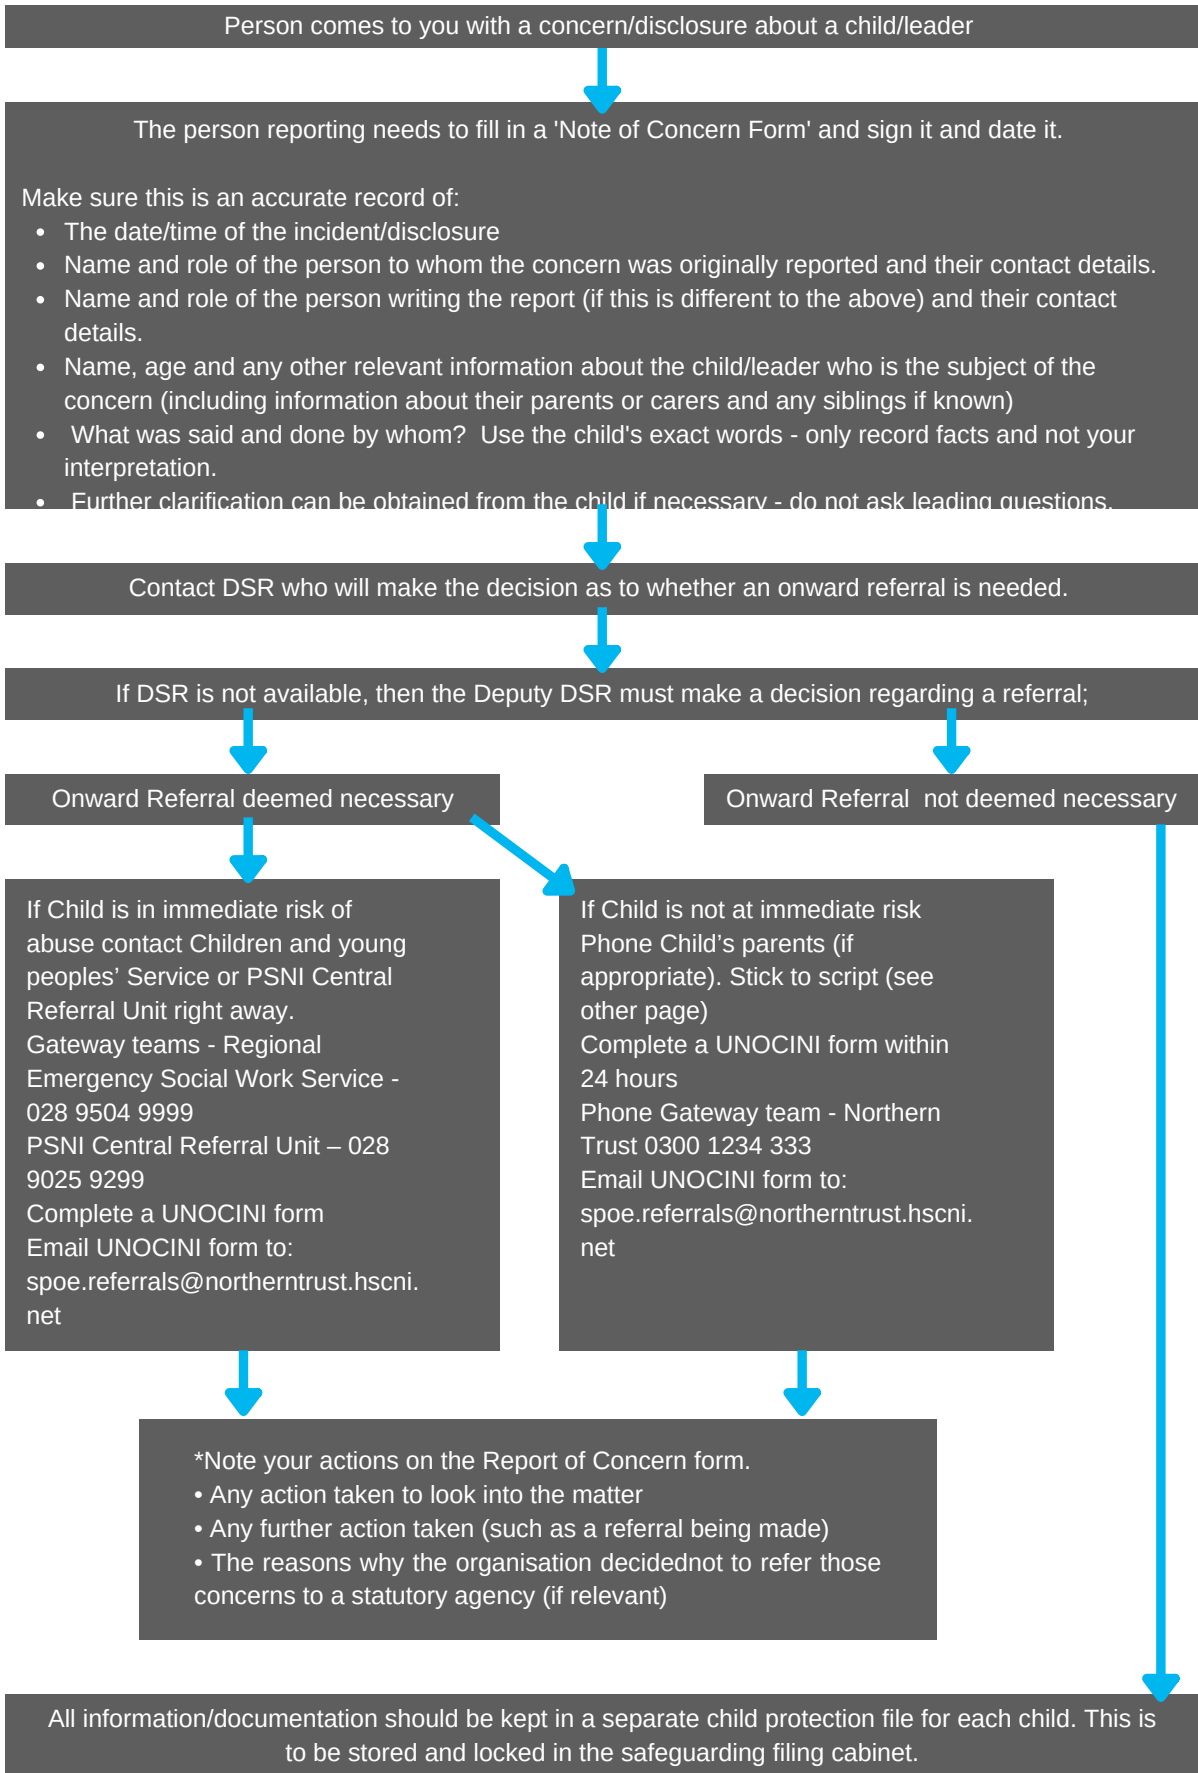 Person comes to you with a concern/disclosure about a child/leader
The person reporting needs to fill in a 'Note of Concern Form' and sign it and date it.
Make sure this is an accurate record of:
• The date/time of the incident/disclosure
• Name and role of the person to whom the concern was originally reported and their contact details.
• Name and role of the person writing the report (if this is different to the above) and their contact
details.
• Name, age and any other relevant information about the child/leader who is the subject of the
concern (including information about their parents or carers and any siblings if known)
• What was said and done by whom?  Use the child's exact words - only record facts and not your
interpretation.
• Further clarification can be obtained from the child if necessary - do not ask leading questions.
Contact DSR who will make the decision as to whether an onward referral is needed.
If DSR is not available, then the Deputy DSR must make a decision regarding a referral;
Onward Referral deemed necessary
Onward Referral  not deemed necessary
If Child is in immediate risk of
abuse contact Children and young
peoples’ Service or PSNI Central
Referral Unit right away.
Gateway teams - Regional
Emergency Social Work Service -
028 9504 9999
PSNI Central Referral Unit – 028
9025 9299
Complete a UNOCINI form
Email UNOCINI form to:
spoe.referrals@northerntrust.hscni.
net
If Child is not at immediate risk
Phone Child’s parents (if
appropriate). Stick to script (see
other page)
Complete a UNOCINI form within
24 hours
Phone Gateway team - Northern
Trust 0300 1234 333
Email UNOCINI form to:
spoe.referrals@northerntrust.hscni.
net
*Note your actions on the Report of Concern form.
• Any action taken to look into the matter
• Any further action taken (such as a referral being made)
• The reasons why the organisation decidednot to refer those
concerns to a statutory agency (if relevant)
All information/documentation should be kept in a separate child protection file for each child. This is
to be stored and locked in the safeguarding filing cabinet.